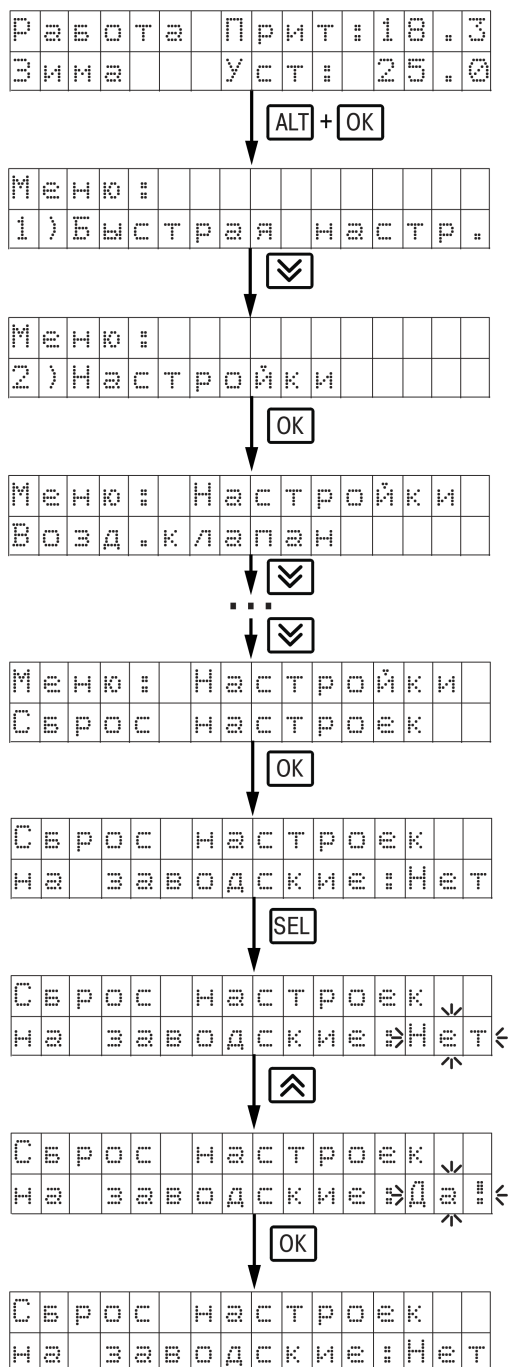 Работа Прит:18.3
Зима Уст: 25.0
ALT + OK
Меню:
1)Быстрая настр.
Меню:
2)Настройки
OK
Меню: Настройки
Возд.клапан
...
Меню: Настройки
Сброс настроек
OK
Сброс настроек
на заводские:Нет
SEL
Сброс настроек
на заводские:Нет
Сброс настроек
на заводские:Да!
OK
Сброс настроек
на заводские:Нет